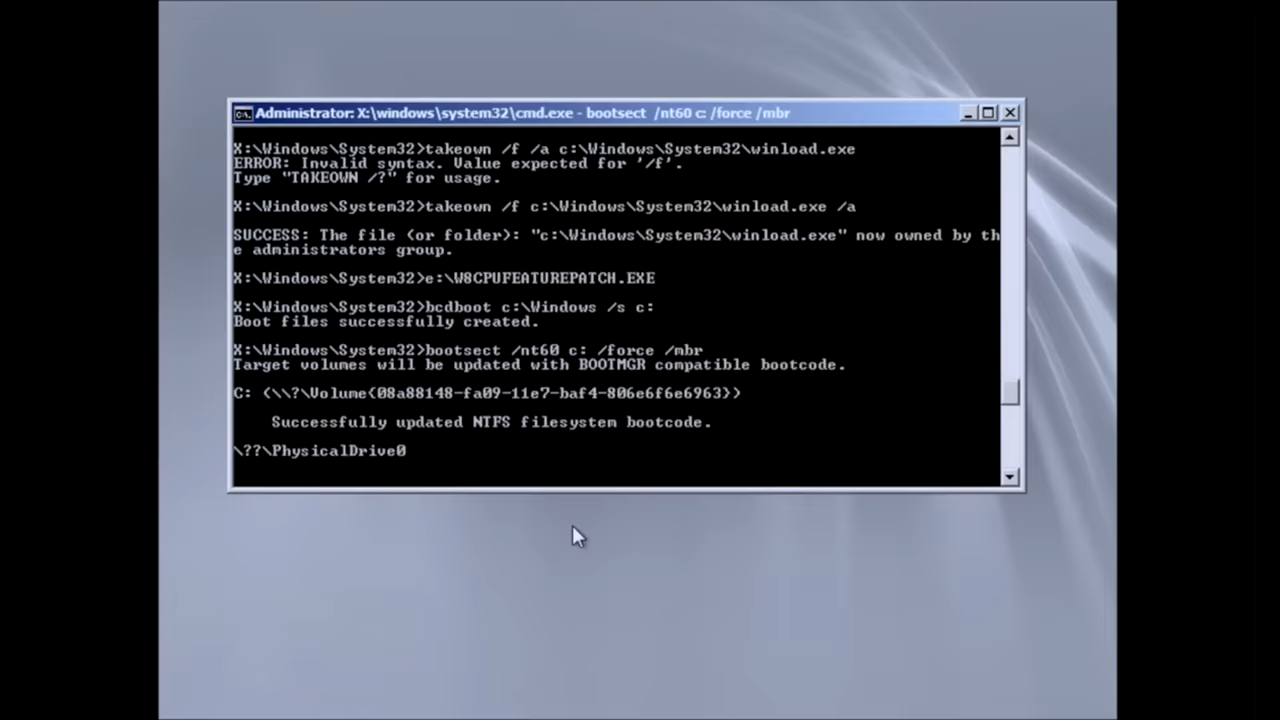 Administrator: X:\windows\system32\cmd.exe - bootsect  /nt60 c: /force /mbr
X:\Windows\System32>takeown /f /a c:\Windows\System32\winload.exe
ERROR: Invalid syntax. Value expected for '/f'.
Type "TAKEOWN /?" for usage.
X:\Windows\System32>takeown /f c:\Windows\System32\winload.exe /a
SUCCESS: The file (or folder): "c:\Windows\System32\winload.exe" now owned by th
e administrators group.
X:\Windows\System32>e:\W8CPUFEATUREPATCH.EXE
X:\Windows\System32>bcdboot c:\Windows /s c:
Boot files successfully created.
X:\Windows\System32>bootsect /nt60 c: /force /mbr
Target volumes will be updated with BOOTMGR compatible bootcode.
C: (\\?\Volume{08a88148-fa09-11e7-baf4-806e6f6e6963})
Successfully updated NTFS filesystem bootcode.
\??\PhysicalDrive0